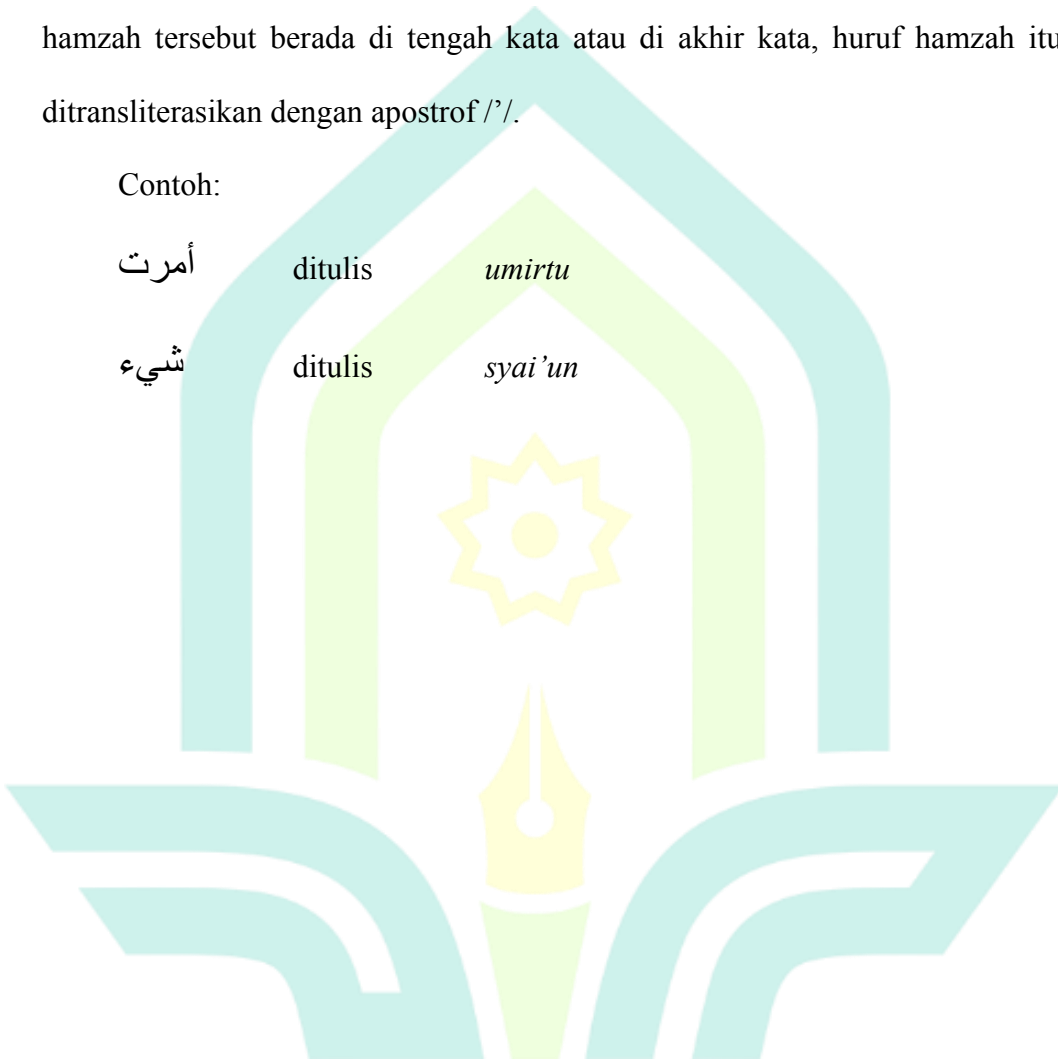 hamzah tersebut berada di tengah kata atau di akhir kata, huruf hamzah itu
ditransliterasikan dengan apostrof /’/.
Contoh:
أمرت ditulis umirtu
شيء ditulis syai’un